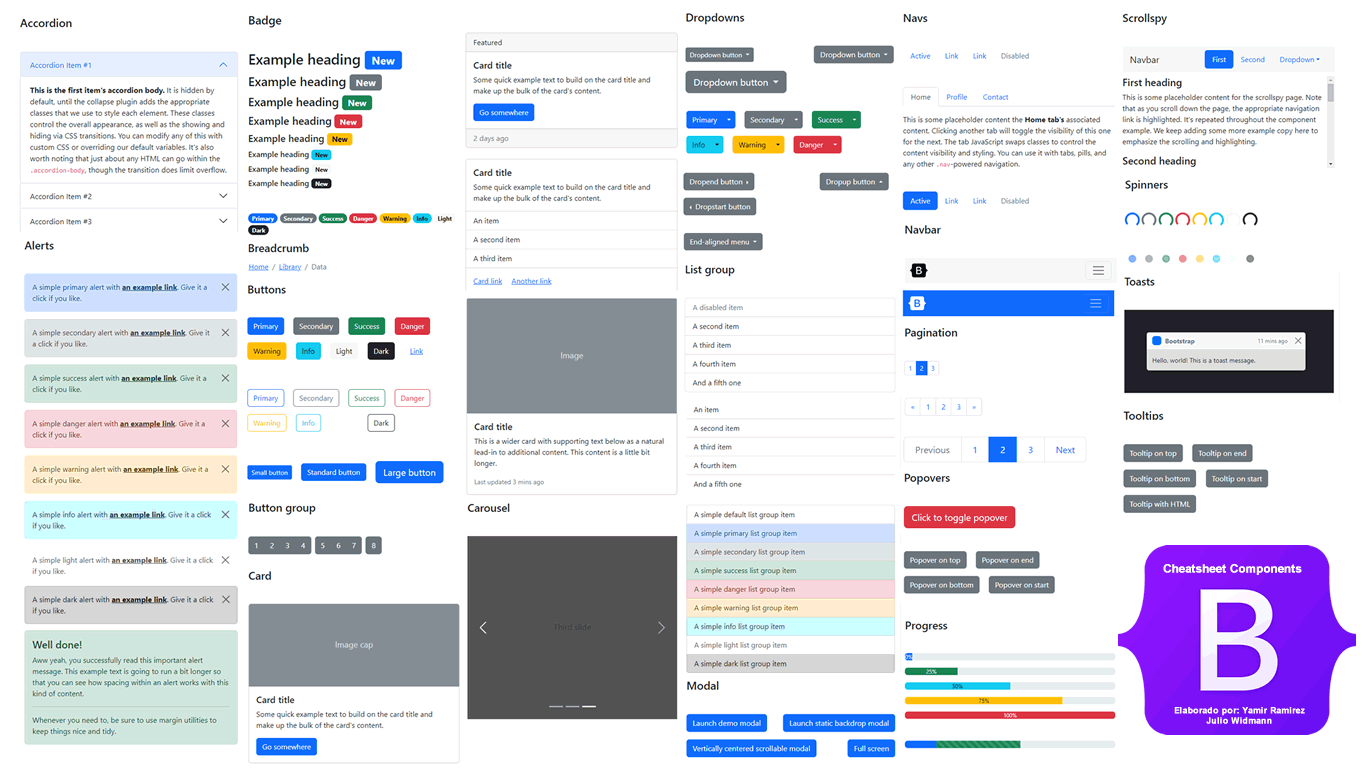 Accordion
Accordion Item #1
This is the first item's accordion body. It is hidden by
default, until the collapse plugin adds the appropriate
classes that we use to style each element. These classes
control the overall appearance, as well as the showing and
hiding via CSS transitions. You can modify any of this with
custom CSS or overriding our default variables. It's also
worth noting that just about any HTML can go within the
.accordion-body, though the transition does limit overflow.
Accordion Item #2
Accordion Item #3
Alerts
A simple primary alert with an example link. Give it a
click if you like.
A simple secondary alert with an example link. Give it
a click if you like.
A simple success alert with an example link. Give it a
click if you like.
A simple danger alert with an example link. Give it a
click if you like.
A simple warning alert with an example link. Give it a
click if you like.
A simple info alert with an example link. Give it a click
if you like.
A simple light alert with an example link. Give it a
click if you like.
A simple dark alert with an example link. Give it a click
if you like.
Well done!
Aww yeah, you successfully read this important alert
message. This example text is going to run a bit longer so
that you can see how spacing within an alert works with this
kind of content.
Whenever you need, be sure to use margin utilities to
keep things nice and tidy.
Badge
Example heading New
Example heading New
Example heading New
Example heading New
Example heading New
Example heading New
Example heading New
Example heading New
Primary Secondary Success Danger Warning Info Light
Dark
Breadcrumb
Home / Library / Data
Buttons
Primary Secondary Success Danger
Warning Info Light Dark Link
Primary Secondary Success Danger
Warning Info Dark
Small button Standard button Large button
Button group
1 2 3 4 5 6 7 8
Card
Image cap
Card title
Some quick example text to build on the card title and
make up the bulk of the card's content.
Go somewhere
Featured
Card title
Some quick example text to build on the card title and
make up the bulk of the card's content.
Go somewhere
2 days ago
Card title
Some quick example text to build on the card title and
make up the bulk of the card's content.
An item
A second item
A third item
Card link Another link
Image
Card title
This is a wider card with supporting text below as a natural
lead-in to additional content. This content is a little bit
longer.
Last updated 3 mins ago
Carousel
Third slide
Dropdowns
Dropdown button Dropdown button
Dropdown button
Primary Secondary Success
Info Warning Danger
Dropend button Dropup button
Dropstart button
End-aligned menu
List group
A disabled item
A second item
A third item
A fourth item
And a fifth one
An item
A second item
A third item
A fourth item
And a fifth one
A simple default list group item
A simple primary list group item
A simple secondary list group item
A simple success list group item
A simple danger list group item
A simple warning list group item
A simple info list group item
A simple light list group item
A simple dark list group item
Modal
Launch demo modal Launch static backdrop modal
Vertically centered scrollable modal Full screen
Navs
Active Link Link Disabled
Home Profile Contact
This is some placeholder content the Home tab's associated
content. Clicking another tab will toggle the visibility of this one
for the next. The tab JavaScript swaps classes to control the
content visibility and styling. You can use it with tabs, pills, and
any other .nav-powered navigation.
Active Link Link Disabled
Navbar
B
B
Pagination
1 2 3
« 1 2 3 »
Previous 1 2 3 Next
Popovers
Click to toggle popover
Popover on top Popover on end
Popover on bottom Popover on start
Progress
0%
25%
50%
75%
100%
Scrollspy
Navbar First Second Dropdown
First heading
This is some placeholder content for the scrollspy page. Note
that as you scroll down the page, the appropriate navigation
link is highlighted. It's repeated throughout the component
example. We keep adding some more example copy here to
emphasize the scrolling and highlighting.
Second heading
Spinners
Toasts
Bootstrap 11 mins ago
Hello, world! This is a toast message.
Tooltips
Tooltip on top Tooltip on end
Tooltip on bottom Tooltip on start
Tooltip with HTML
Cheatsheet Components
B
Elaborado por: Yamir Ramirez
Julio Widmann